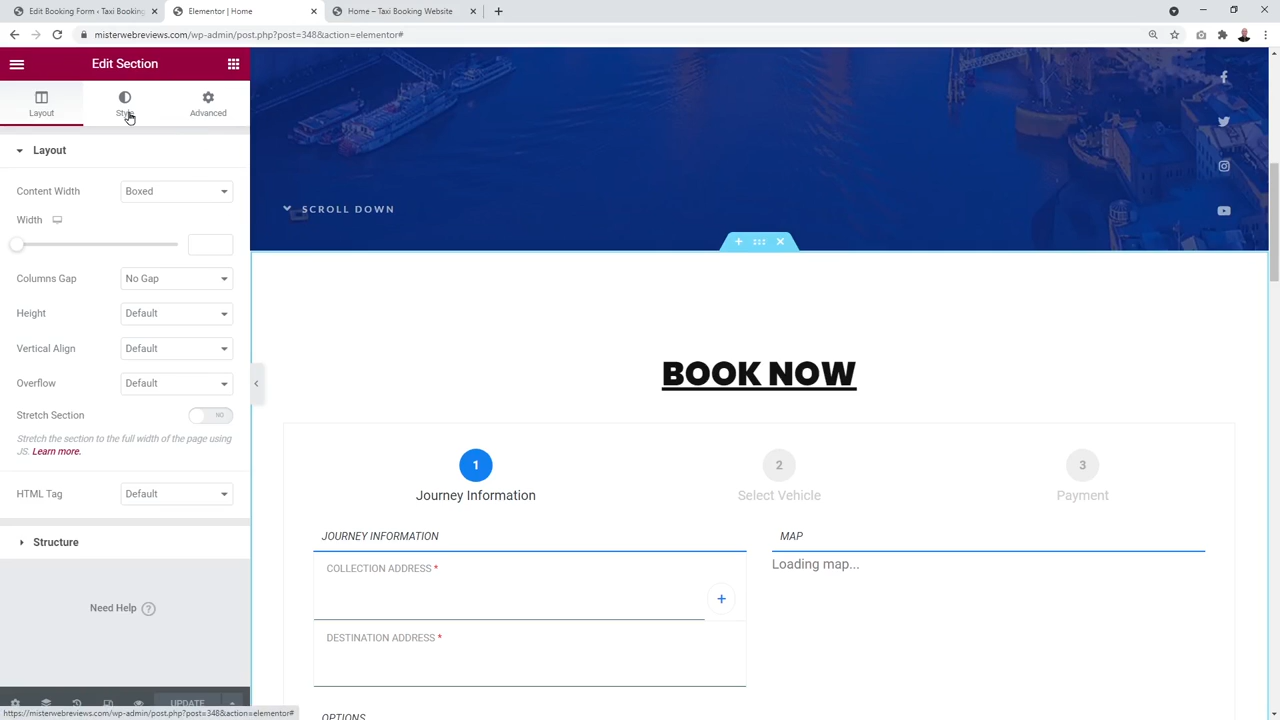 Edit Booking Form ‹ Taxi Booking
Elementor | Home
Home – Taxi Booking Website
misterwebreviews.com/wp-admin/post.php?post=348&action=elementor#
Edit Section
Layout
Style
Advanced
Layout
Content Width
Boxed
Width
Columns Gap
No Gap
Height
Default
Vertical Align
Default
Overflow
Default
Stretch Section
NO
Stretch the section to the full width of the page using
JS. Learn more.
HTML Tag
Default
Structure
Need Help
UPDATE
https://misterwebreviews.com/wp-admin/post.php?post=348&action=elementor#
SCROLL DOWN
BOOK NOW
1
2
3
Journey Information
Select Vehicle
Payment
JOURNEY INFORMATION
MAP
COLLECTION ADDRESS *
Loading map...
DESTINATION ADDRESS *
OPTIONS